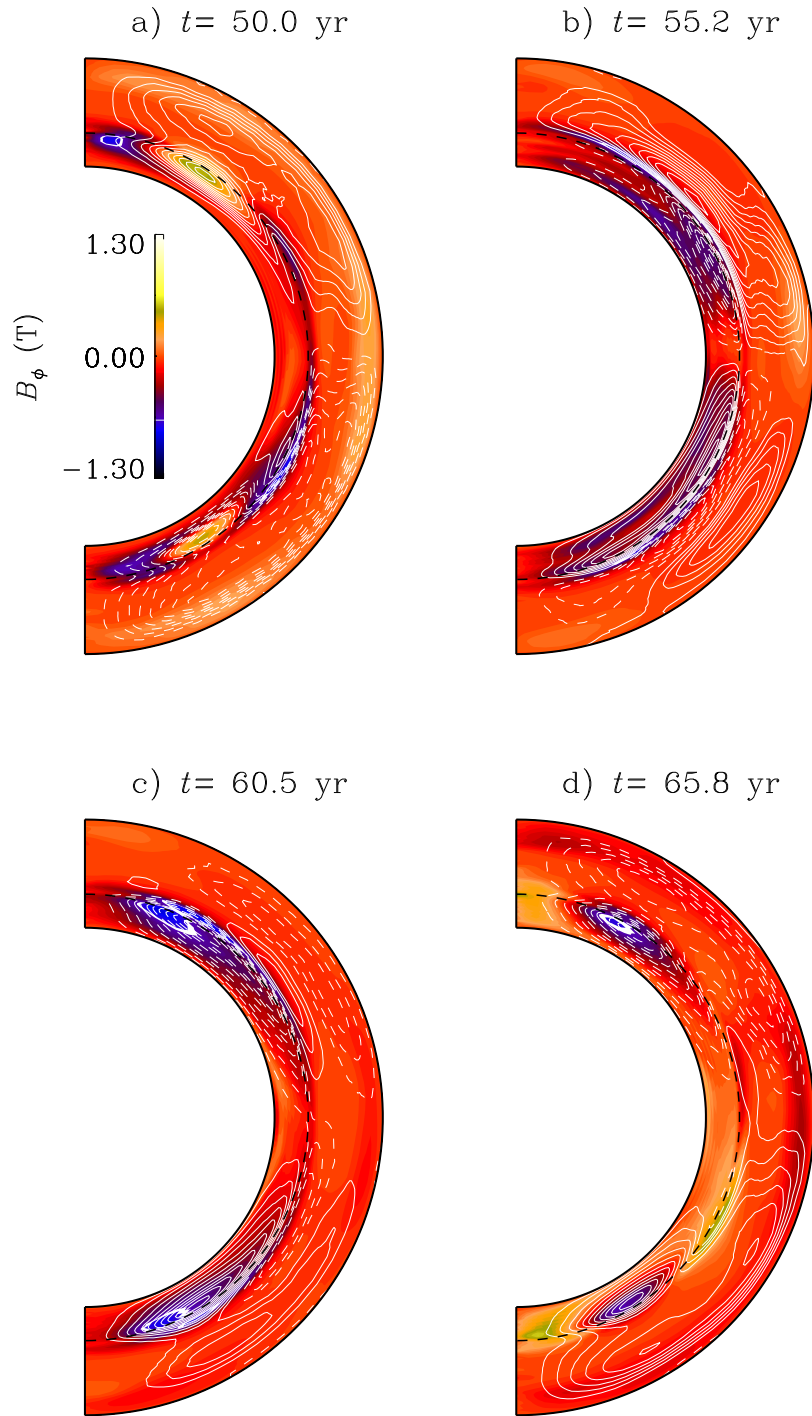 a) t= 50.0 yr
b) t= 55.2 yr
1.30
0.00
−1.30
B_ϕ (T)
c) t= 60.5 yr
d) t= 65.8 yr